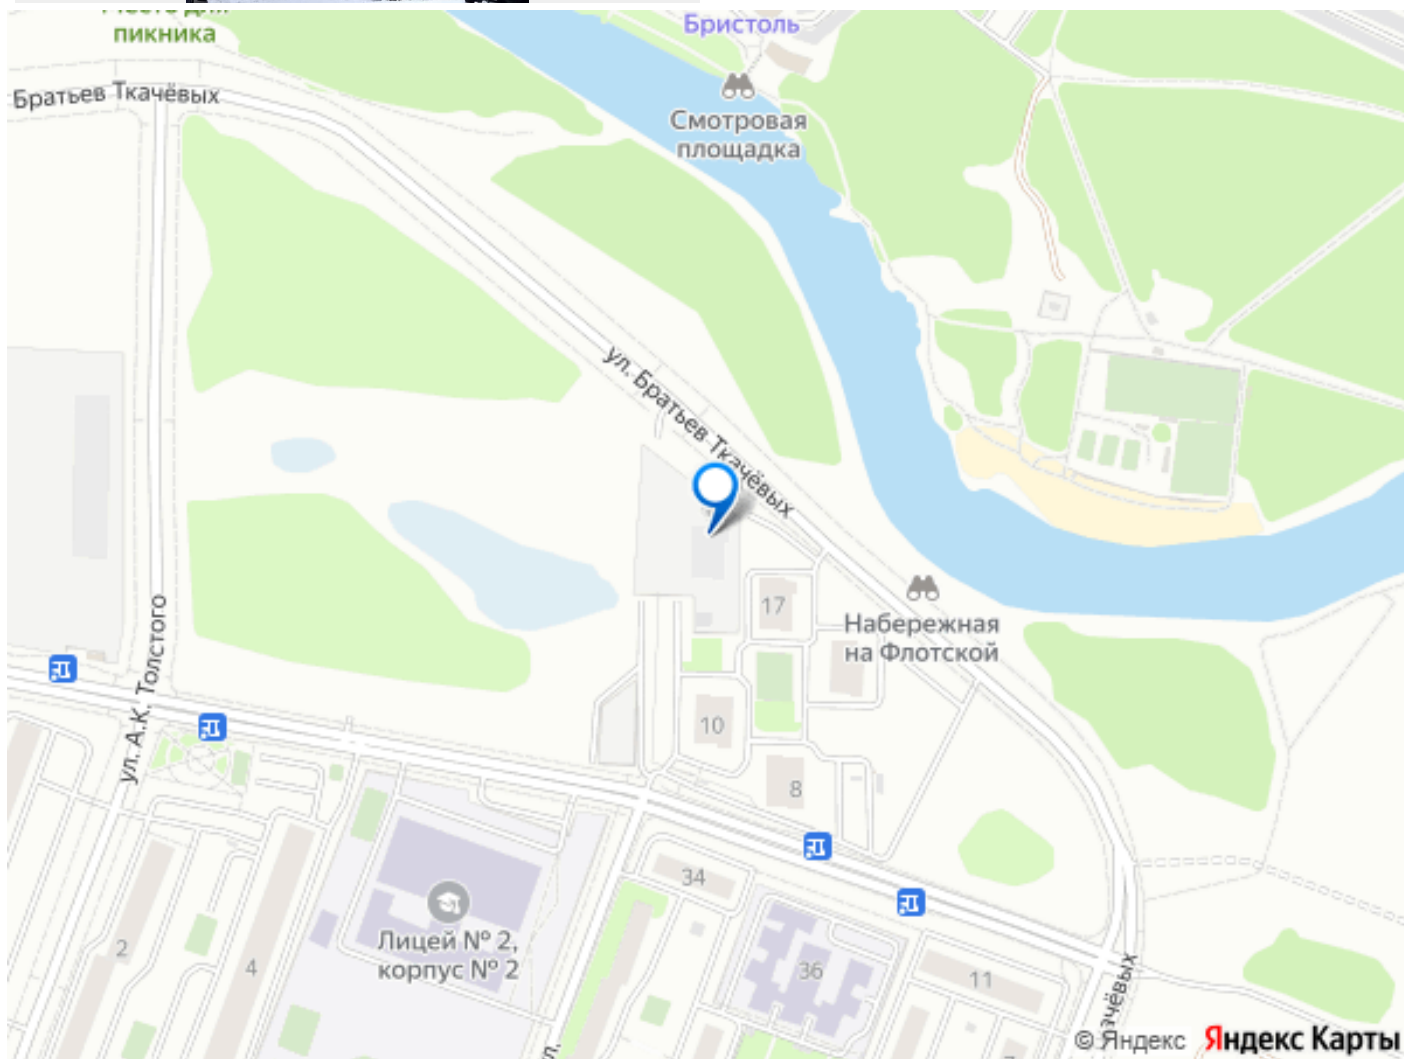 пикника
Бристоль
Братьев Ткачёвых
Смотровая
площадка
ул. Братьев Ткачёвых
17
Набережная
на Флотской
ул. А.К. Толстого
10
8
34
Лицей № 2,
корпус № 2
2
4
36
11
ул.
© Яндекс Яндекс Карты